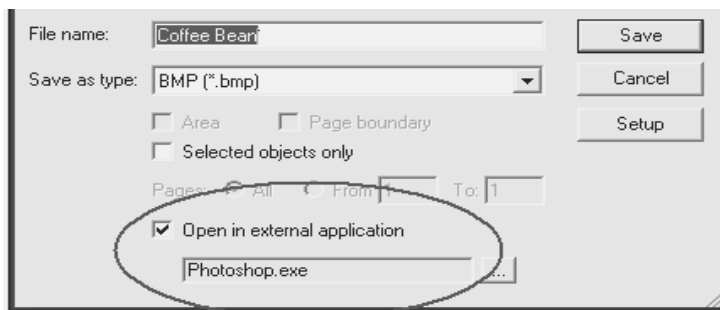 File name: Coffee Bean Save
Save as type: BMP (*.bmp) Cancel
Area Page boundary Setup
Selected objects only
Pages: All From 1 To: 1
Open in external application
Photoshop.exe ...